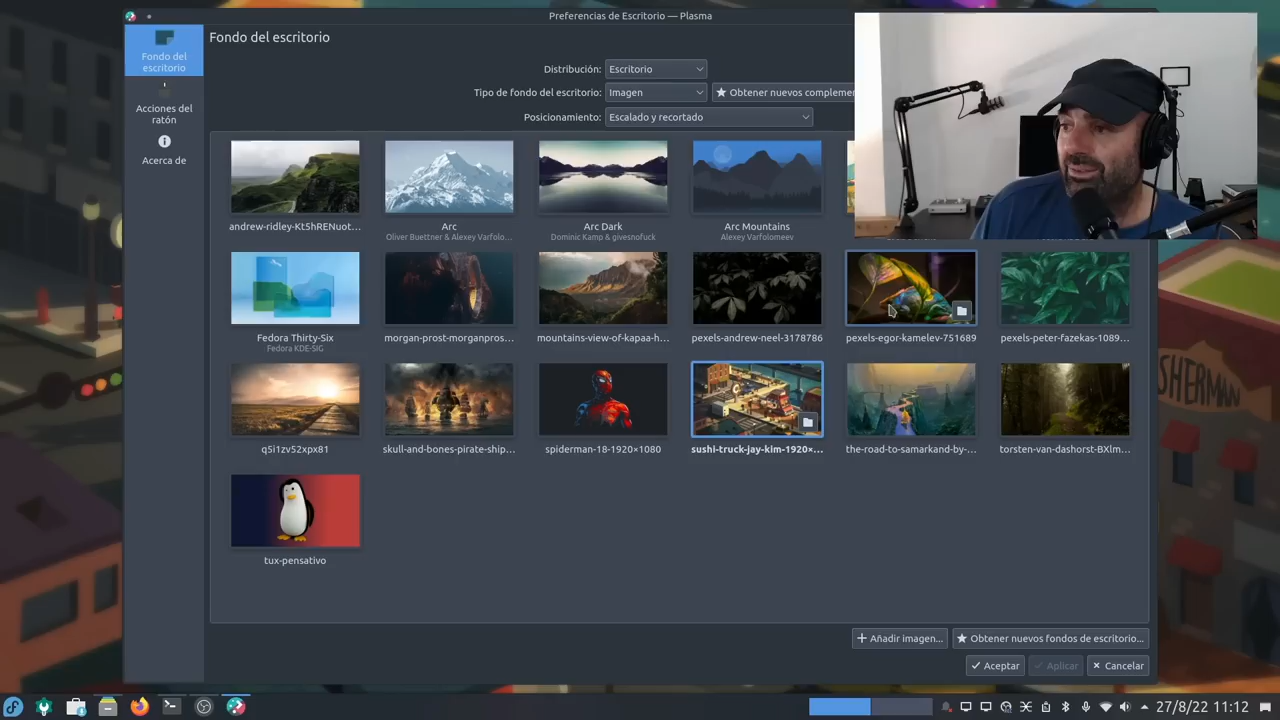 Preferencias de Escritorio — Plasma
Fondo del
escritorio
Acciones del
ratón
Acerca de
Fondo del escritorio
Distribución: Escritorio
Tipo de fondo del escritorio: Imagen
Obtener nuevos complemen
Posicionamiento: Escalado y recortado
andrew-ridley-Kt5hRENuot...
Arc
Oliver Buettner & Alexey Varfolo...
Arc Dark
Dominic Kamp & givesnofuck
Arc Mountains
Alexey Varfolomeev
Fedora Thirty-Six
Fedora KDE-SIG
morgan-prost-morganpros...
mountains-view-of-kapaa-h...
pexels-andrew-neel-3178786
pexels-egor-kamelev-751689
pexels-peter-fazekas-1089...
q5i1zv52xpx81
skull-and-bones-pirate-ship...
spiderman-18-1920×1080
sushi-truck-jay-kim-1920×...
the-road-to-samarkand-by-...
torsten-van-dashorst-BXlm...
tux-pensativo
Añadir imagen...
Obtener nuevos fondos de escritorio...
Aceptar
Aplicar
Cancelar
SHERMAN
27/8/22 11:12